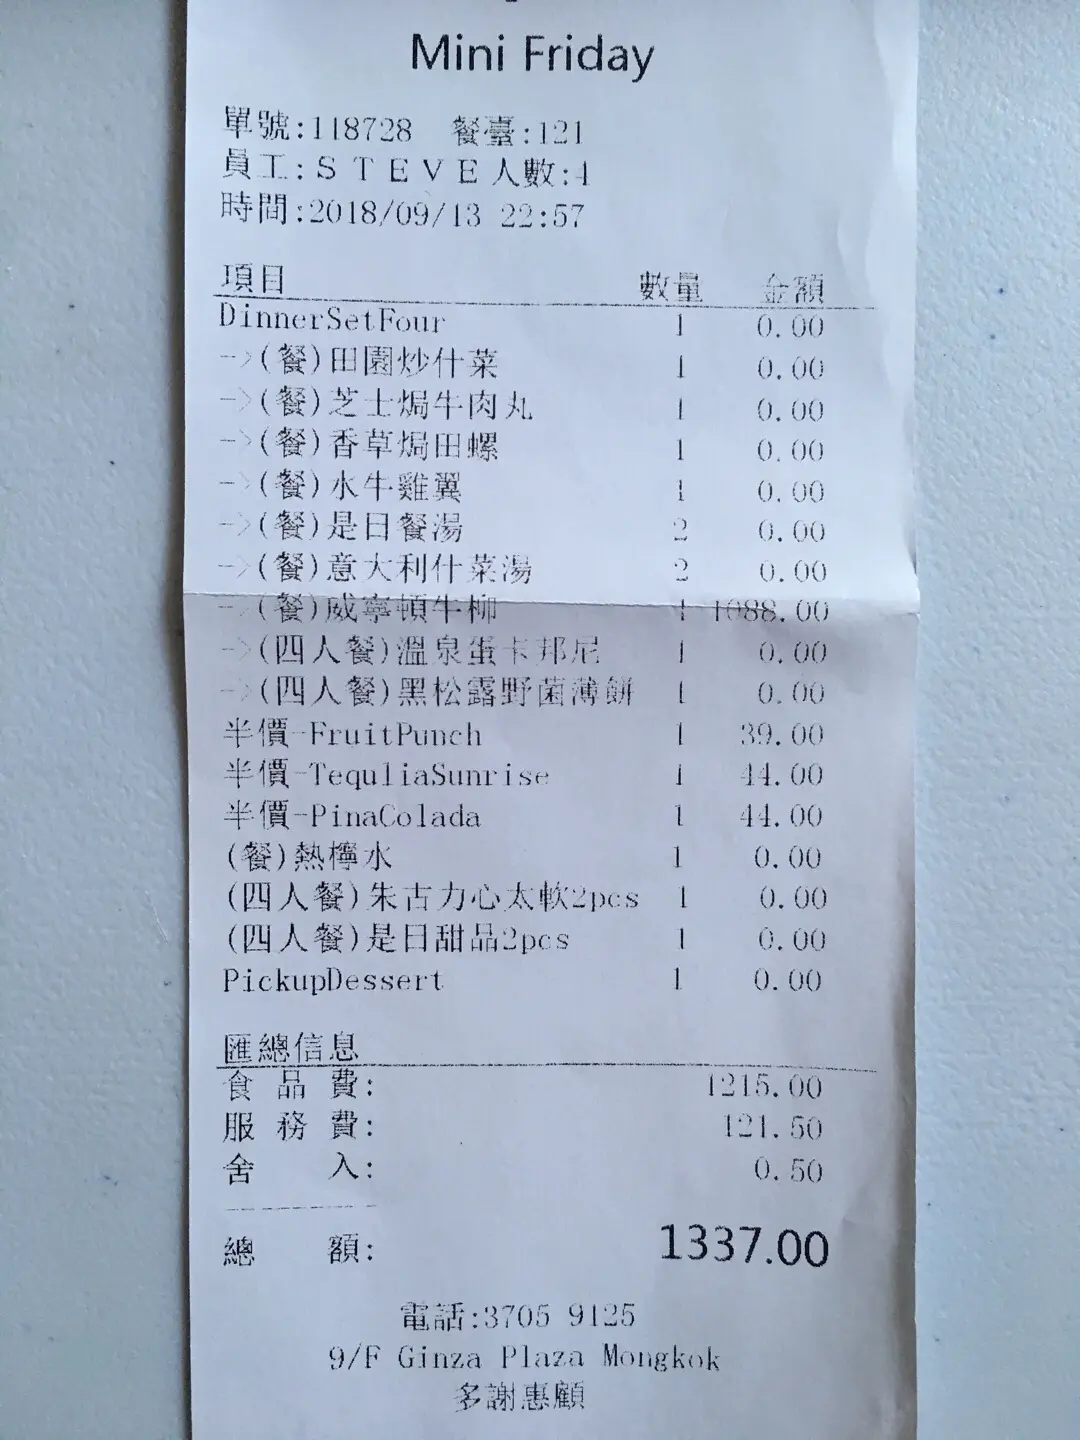 Mini Friday
單號:118728 餐臺:121
員工:ＳＴＥＶＥ人數:4
時間:2018/09/13 22:57
項目 數量 金額
DinnerSetFour 1 0.00
->(餐)田園炒什菜 1 0.00
->(餐)芝士焗牛肉丸 1 0.00
->(餐)香草焗田螺 1 0.00
->(餐)水牛雞翼 1 0.00
->(餐)是日餐湯 2 0.00
->(餐)意大利什菜湯 2 0.00
->(餐)威寧頓牛柳 1 1088.00
->(四人餐)溫泉蛋卡邦尼 1 0.00
->(四人餐)黑松露野菌薄餅 1 0.00
半價-FruitPunch 1 39.00
半價-TequliaSunrise 1 44.00
半價-PinaColada 1 44.00
(餐)熱檸水 1 0.00
(四人餐)朱古力心太軟2pcs 1 0.00
(四人餐)是日甜品2pcs 1 0.00
PickupDessert 1 0.00
匯總信息
食品費: 1215.00
服務費: 121.50
舍入: 0.50
總額: 1337.00
電話:3705 9125
9/F Ginza Plaza Mongkok
多謝惠顧